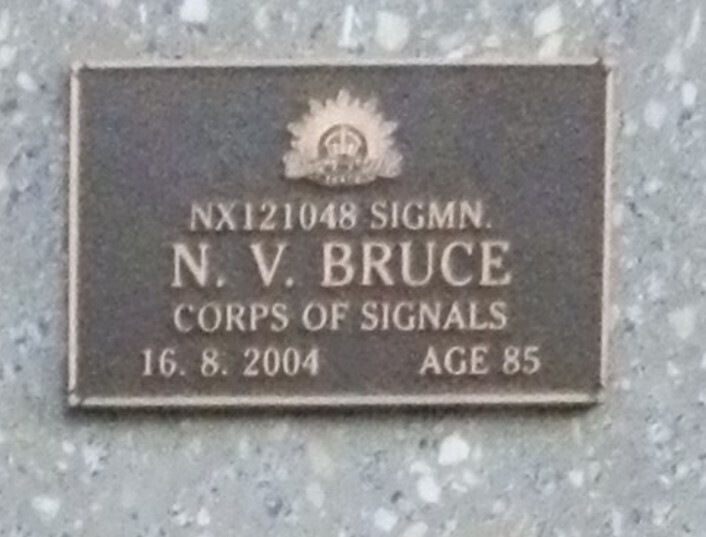 NX121048 SIGMN.
N. V. BRUCE
CORPS OF SIGNALS
16. 8. 2004 AGE 85